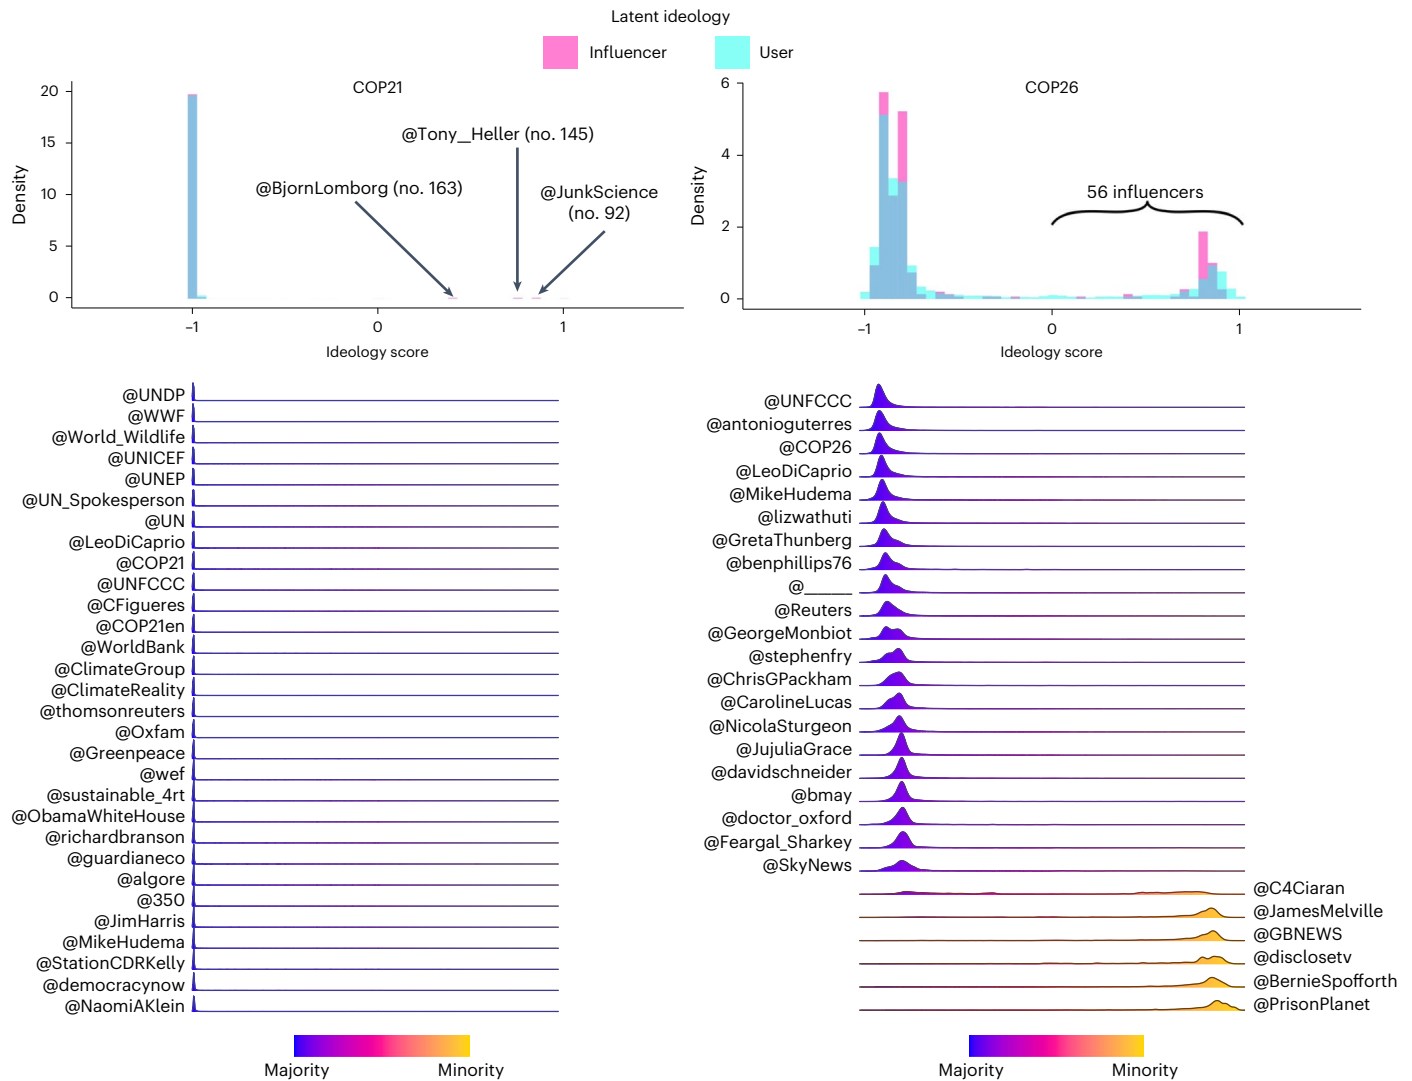 Latent ideology
Influencer
User
COP21
20
15
10
5
0
Density
@Tony__Heller (no. 145)
@BjornLomborg (no. 163)
@JunkScience
(no. 92)
–1
0
1
Ideology score
COP26
6
4
2
0
Density
56 influencers
–1
0
1
Ideology score
@UNDP
@WWF
@World_Wildlife
@UNICEF
@UNEP
@UN_Spokesperson
@UN
@LeoDiCaprio
@COP21
@UNFCCC
@CFigueres
@COP21en
@WorldBank
@ClimateGroup
@ClimateReality
@thomsonreuters
@Oxfam
@Greenpeace
@wef
@sustainable_4rt
@ObamaWhiteHouse
@richardbranson
@guardianeco
@algore
@350
@JimHarris
@MikeHudema
@StationCDRKelly
@democracynow
@NaomiAKlein
Majority
Minority
@UNFCCC
@antonioguterres
@COP26
@LeoDiCaprio
@MikeHudema
@lizwathuti
@GretaThunberg
@benphillips76
@_____
@Reuters
@GeorgeMonbiot
@stephenfry
@ChrisGPackham
@CarolineLucas
@NicolaSturgeon
@JujuliaGrace
@davidschneider
@bmay
@doctor_oxford
@Feargal_Sharkey
@SkyNews
@C4Ciaran
@JamesMelville
@GBNEWS
@disclosetv
@BernieSpofforth
@PrisonPlanet
Majority
Minority